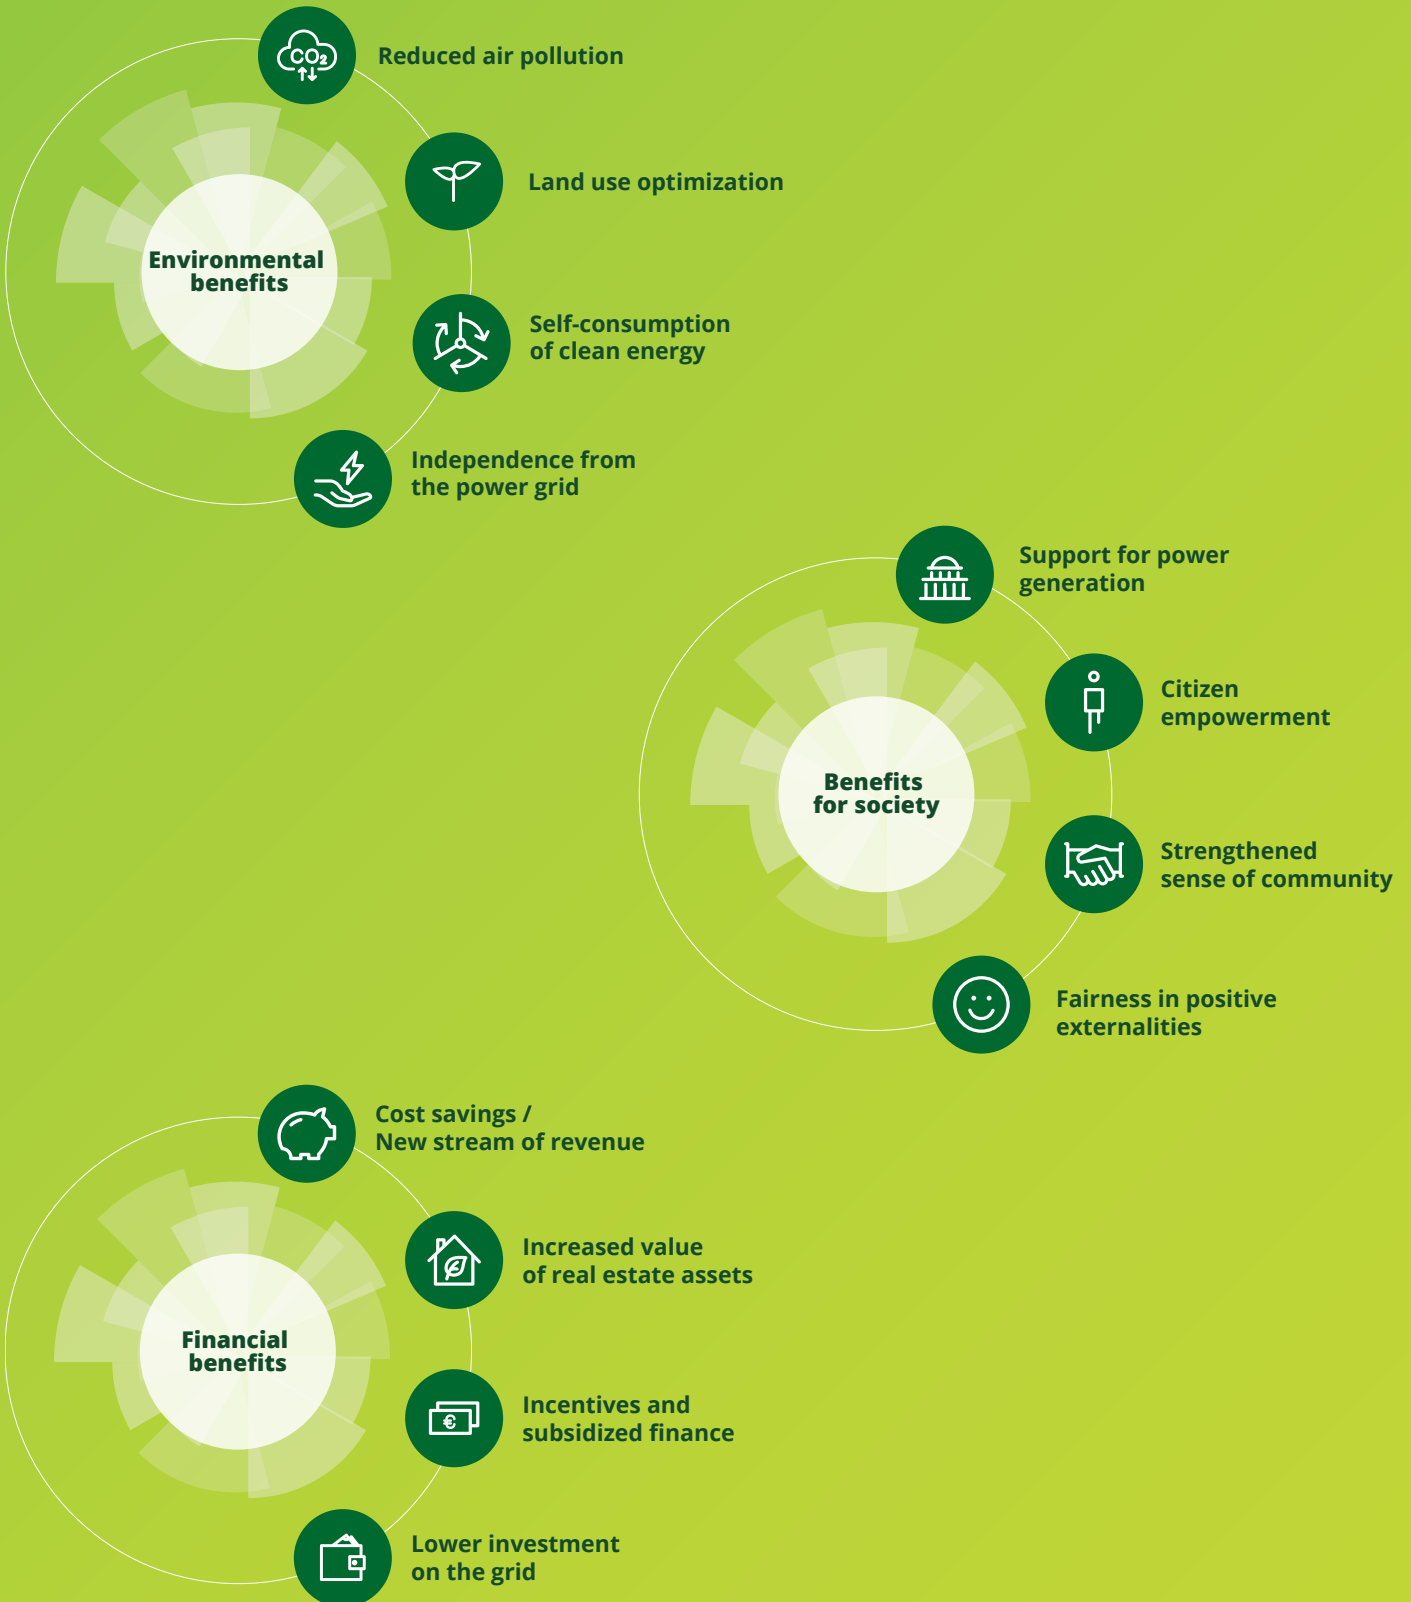 CO2
Reduced air pollution
Land use optimization
Environmental
benefits
Self-consumption
of clean energy
Independence from
the power grid
Support for power
generation
Citizen
empowerment
Benefits
for society
Strengthened
sense of community
Fairness in positive
externalities
Cost savings /
New stream of revenue
Increased value
of real estate assets
Financial
benefits
€
Incentives and
subsidized finance
Lower investment
on the grid